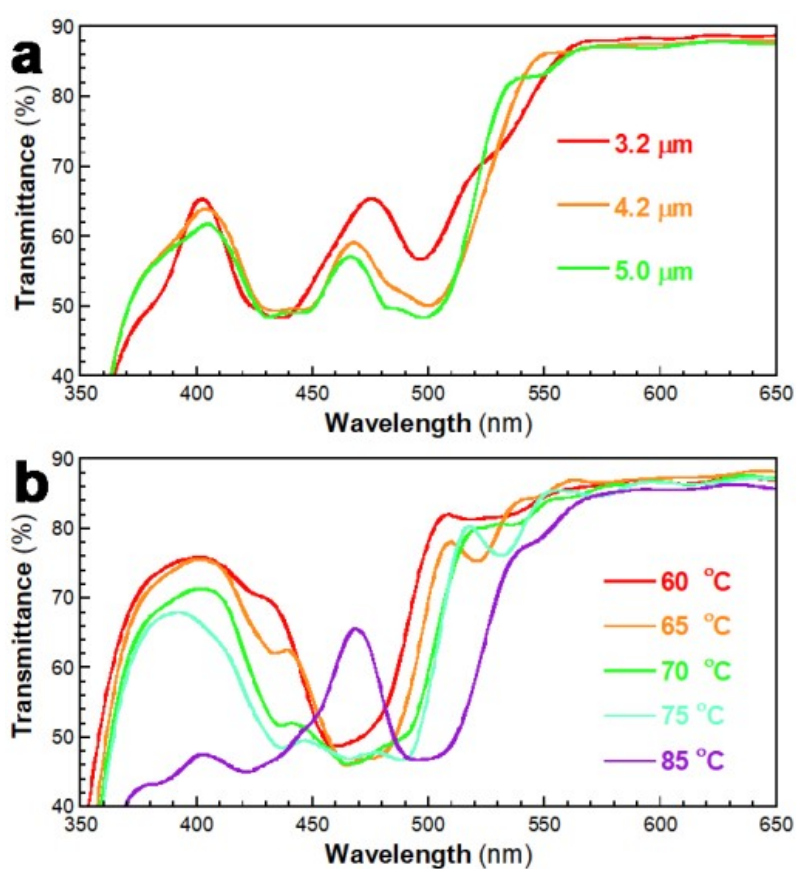 a
90
80
70
60
50
40
Transmittance (%)
3.2 μm
4.2 μm
5.0 μm
350 400 450 500 550 600 650
Wavelength (nm)
b
90
80
70
60
50
40
Transmittance (%)
60 °C
65 °C
70 °C
75 °C
85 °C
350 400 450 500 550 600 650
Wavelength (nm)